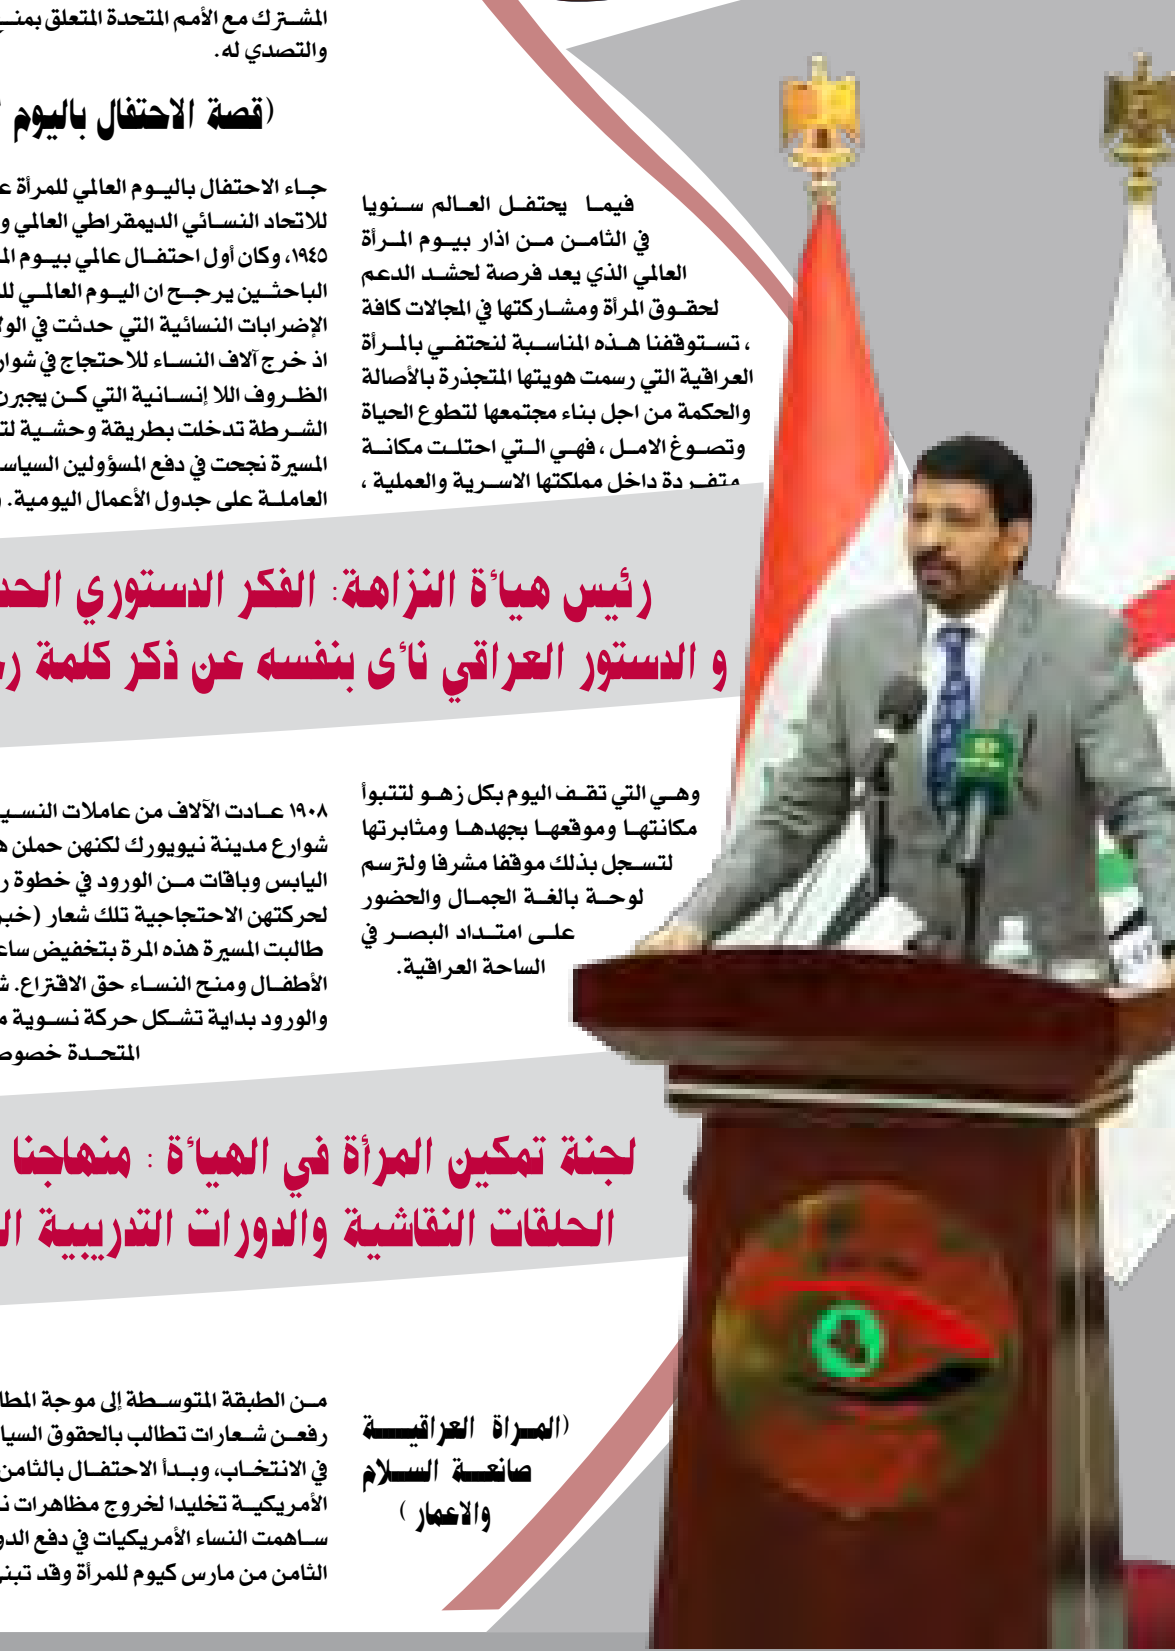 فيما يحتفل العالم سنويا
في الثامن من اذار بيوم المرأة
العالمي الذي يعد فرصة لحشد الدعم
لحقوق المرأة ومشاركتها في المجالات كافة
، تستوقفنا هذه المناسبة لنحتفي بالمرأة
العراقية التي رسمت هويتها المتجذرة بالأصالة
والحكمة من اجل بناء مجتمعها لتطوع الحياة
وتصوغ الامل ، فهي التي احتلت مكانة
متفردة داخل مملكتها الاسرية والعملية ،
رئيس هيأة النزاهة: الفكر الدستوري الحد
و الدستور العراقي نأى بنفسه عن ذكر كلمة ر
وهي التي تقف اليوم بكل زهو لتتبوأ
مكانتها وموقعها بجهدها ومثابرتها
لتسجل بذلك موقفا مشرفا ولترسم
لوحة بالغة الجمال والحضور
على امتداد البصر في
الساحة العراقية.
لجنة تمكين المرأة في الهيأة : منهاجنا
الحلقات النقاشية والدورات التدريبية ال
(المراة العراقية
صانعة السلام
والاعمار )
المشترك مع الأمم المتحدة المتعلق بمنع
والتصدي له.
(قصة الاحتفال باليوم
جاء الاحتفال باليوم العالمي للمرأة ع
للاتحاد النسائي الديمقراطي العالمي و
١٩٤٥، وكان أول احتفال عالمي بيوم الم
الباحثين يرجح ان اليوم العالمي لل
الإضرابات النسائية التي حدثت في الو
اذ خرج آلاف النساء للاحتجاج في شوار
الظروف اللا إنسانية التي كن يجبرن
الشرطة تدخلت بطريقة وحشية لت
المسيرة نجحت في دفع المسؤولين السياس
العاملة على جدول الأعمال اليومية.
١٩٠٨ عادت الآلاف من عاملات النسي
شوارع مدينة نيويورك لكنهن حملن ه
اليابس وباقات من الورود في خطوة ر
لحركتهن الاحتجاجية تلك شعار (خب
طالبت المسيرة هذه المرة بتخفيض ساع
الأطفال ومنح النساء حق الاقتراع. ش
والورود بداية تشكل حركة نسوية م
المتحدة خصوص
من الطبقة المتوسطة إلى موجة المطا
رفعن شعارات تطالب بالحقوق السيا
في الانتخاب، وبدأ الاحتفال بالثامن
الأمريكية تخليدا لخروج مظاهرات ن
ساهمت النساء الأمريكيات في دفع الدو
الثامن من مارس كيوم للمرأة وقد تبن